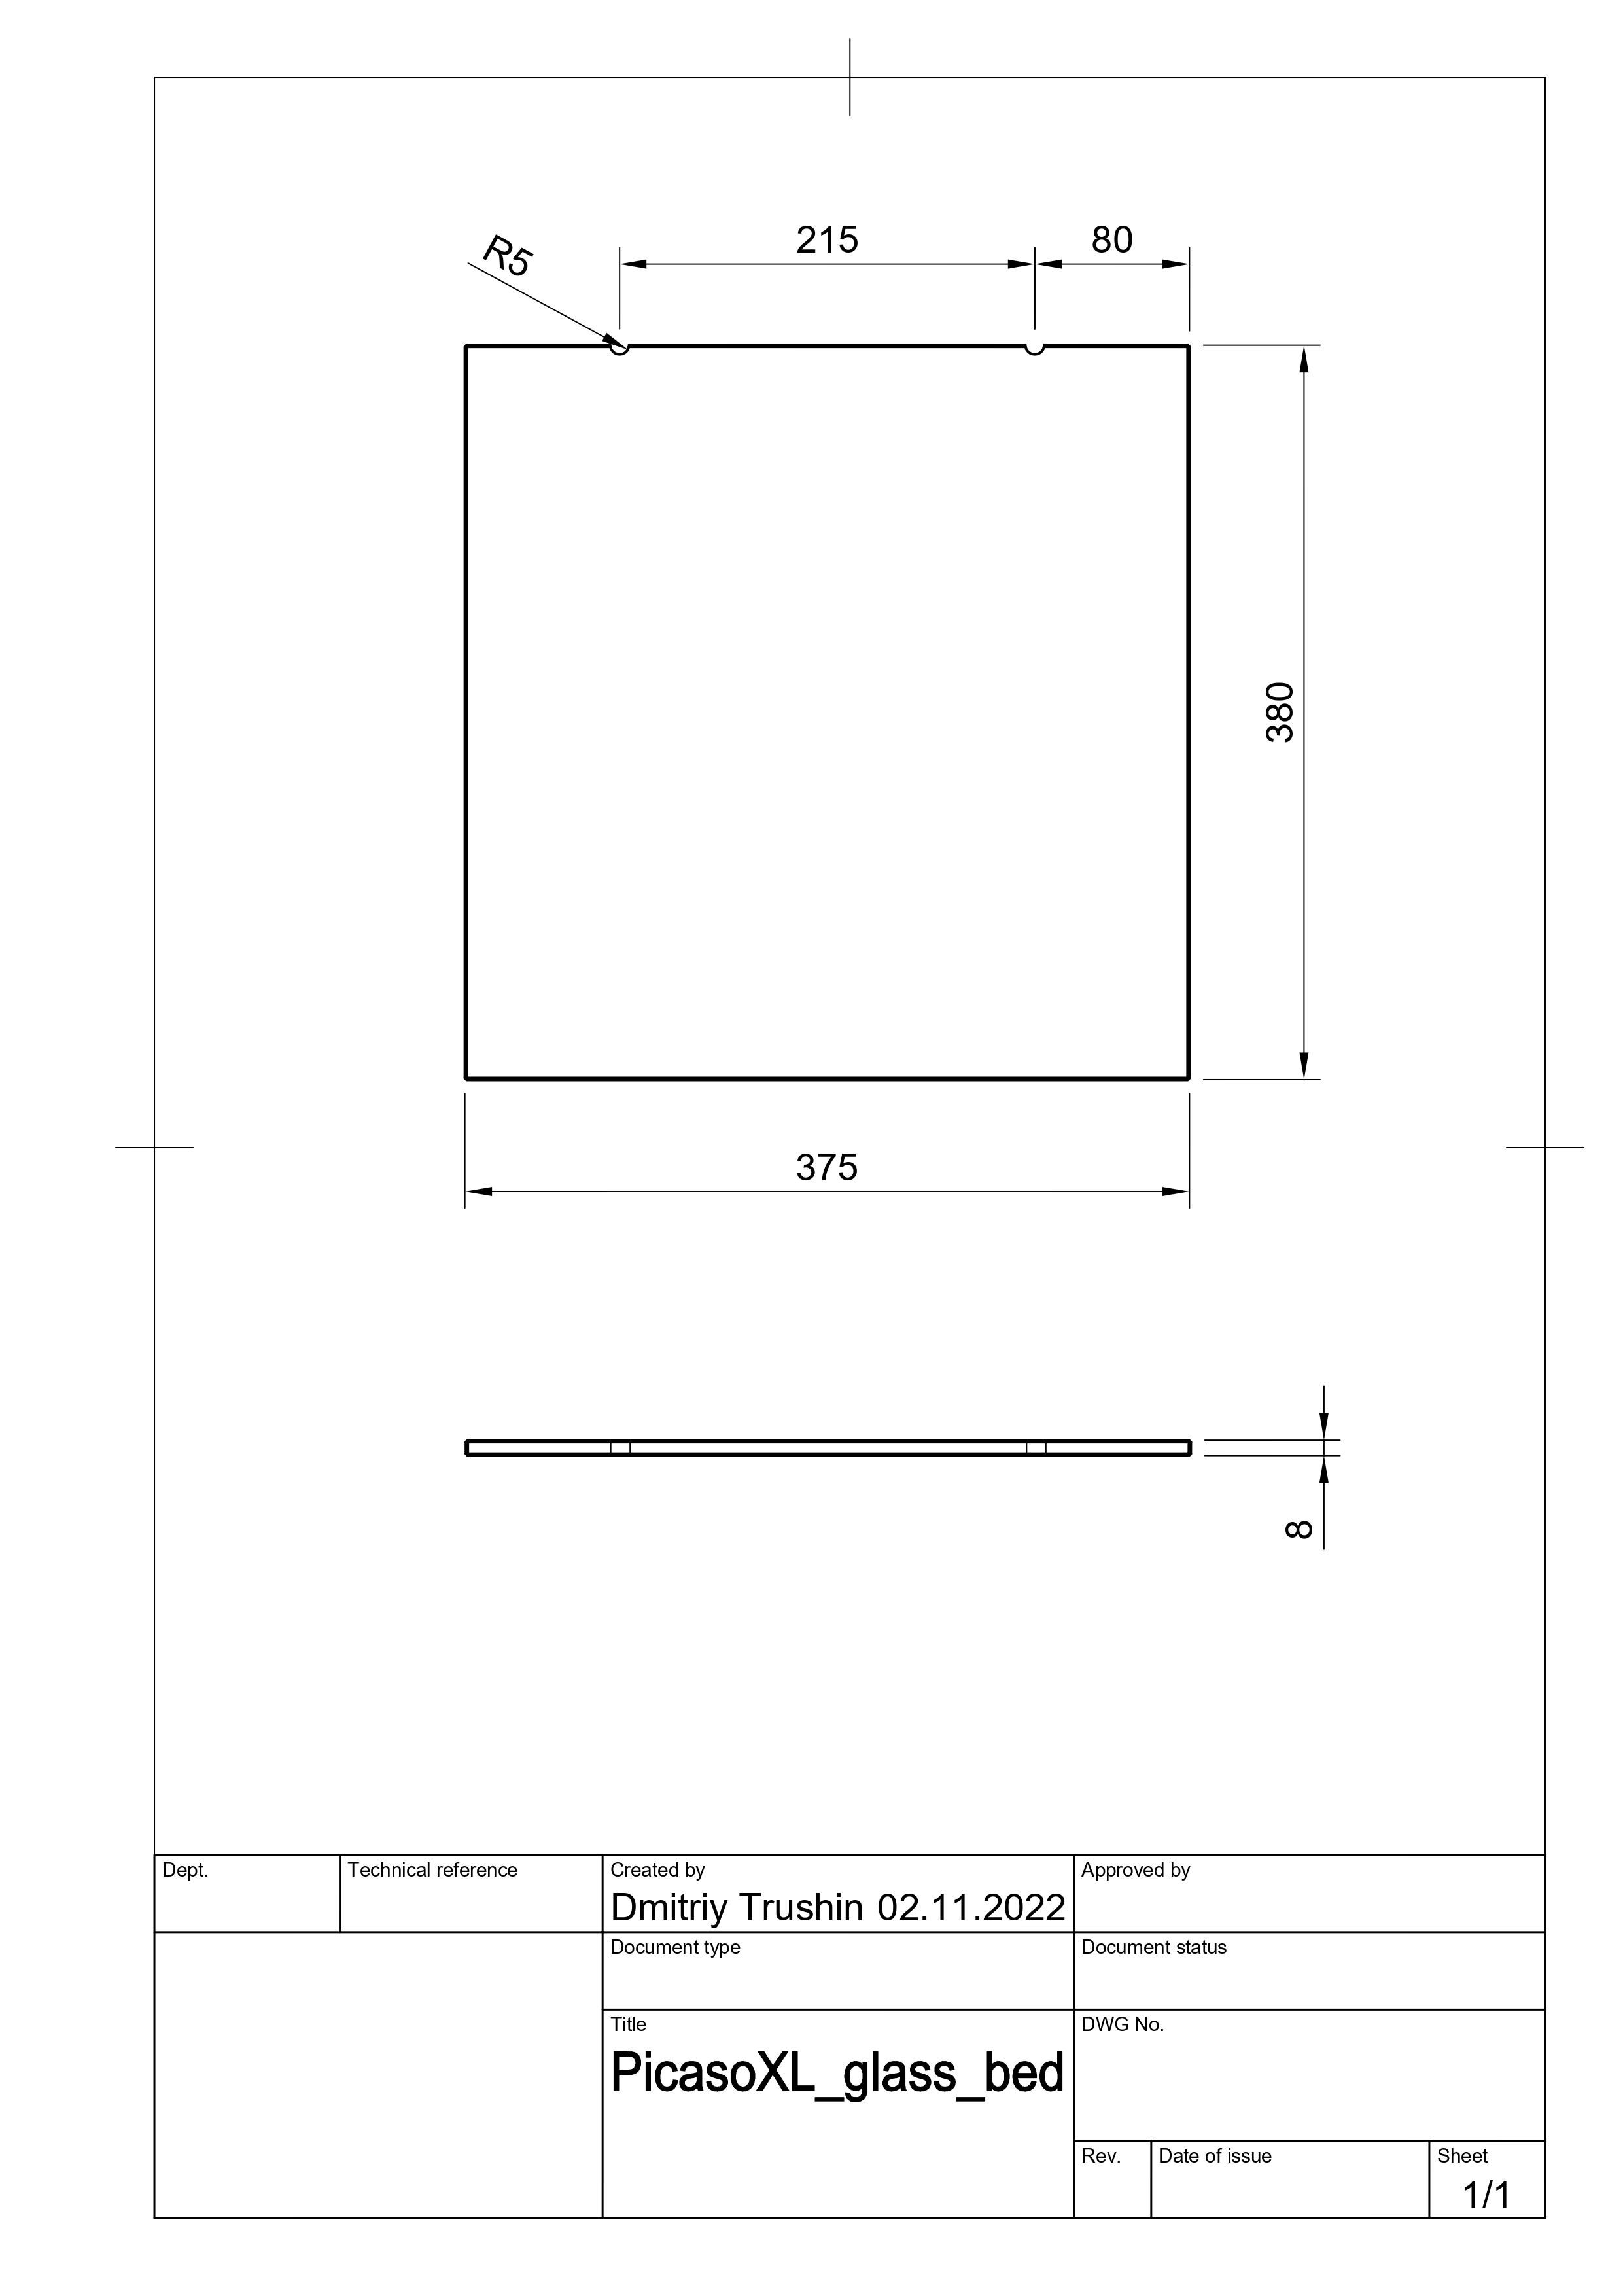 215
80
R5
380
375
8
Dept.
Technical reference
Created by
Dmitriy Trushin 02.11.2022
Approved by
Document type
Document status
Title
PicasoXL_glass_bed
DWG No.
Rev.
Date of issue
Sheet
1/1